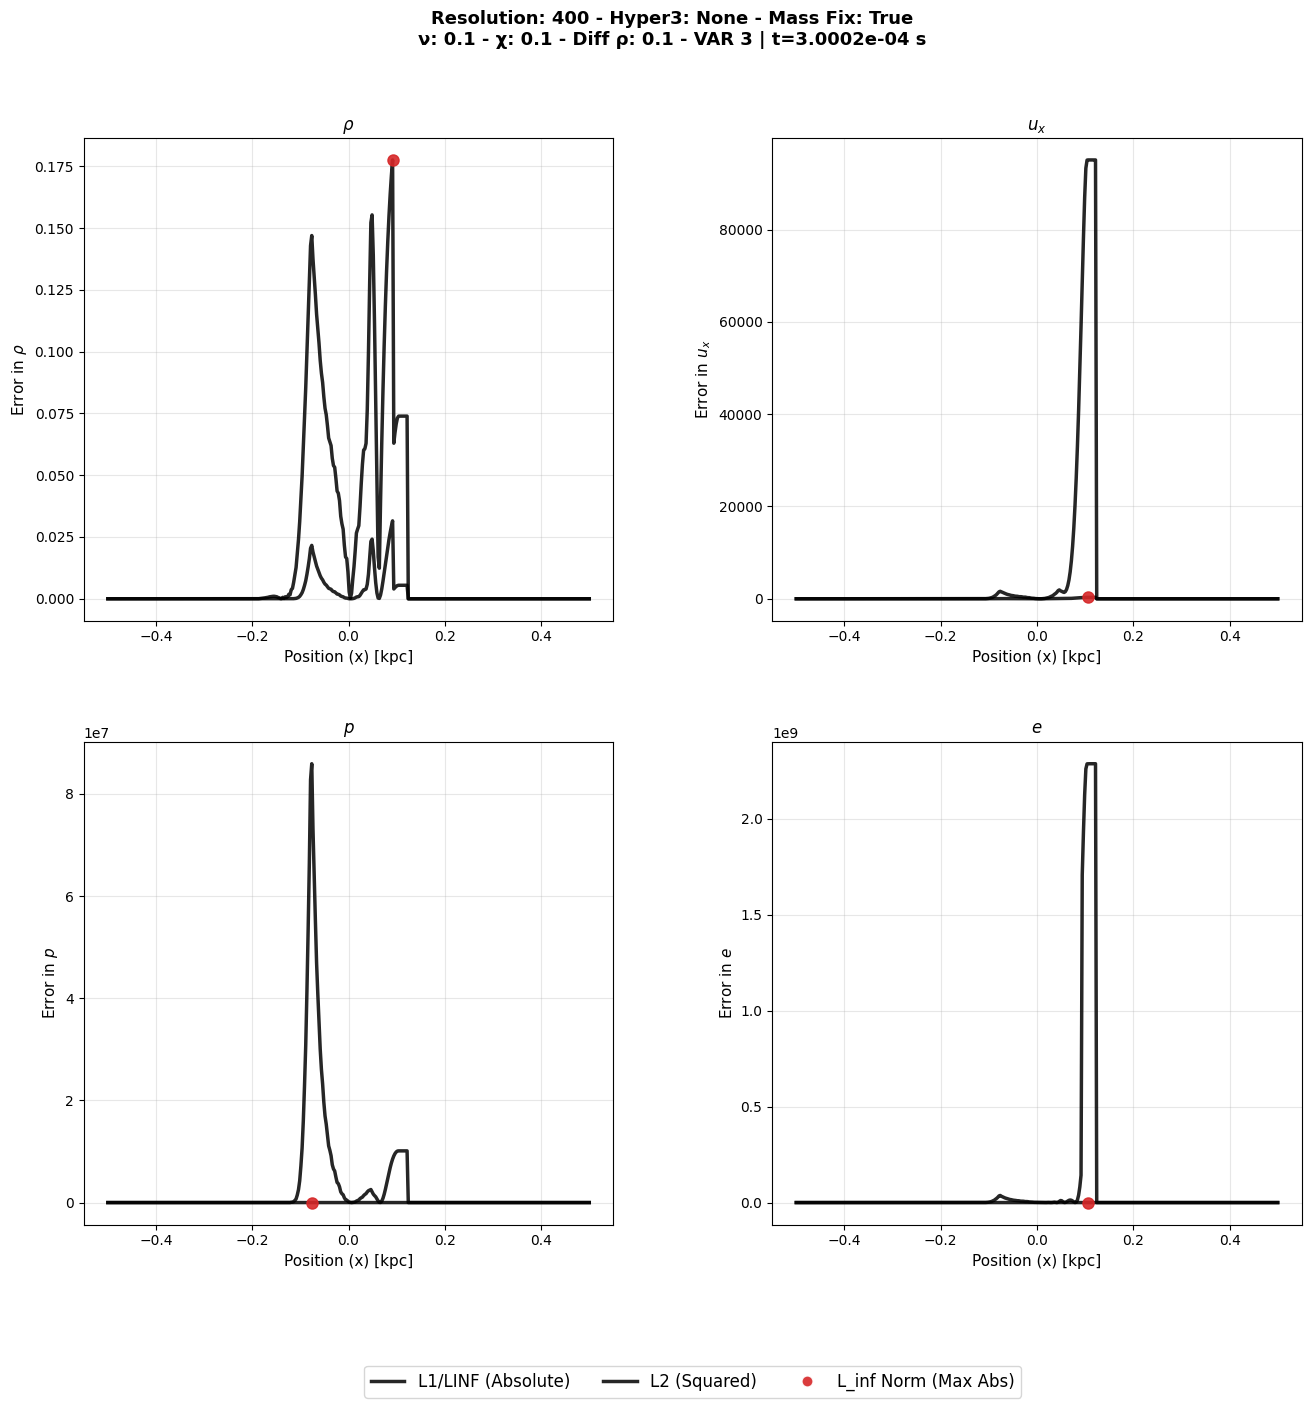 Resolution: 400 - Hyper3: None - Mass Fix: True
ν: 0.1 - χ: 0.1 - Diff ρ: 0.1 - VAR 3 | t=3.0002e-04 s
ρ
Error in ρ
0.175
0.150
0.125
0.100
0.075
0.050
0.025
0.000
−0.4 −0.2 0.0 0.2 0.4
Position (x) [kpc]
u_x
Error in u_x
80000
60000
40000
20000
0
−0.4 −0.2 0.0 0.2 0.4
Position (x) [kpc]
p
1e7
Error in p
8
6
4
2
0
−0.4 −0.2 0.0 0.2 0.4
Position (x) [kpc]
e
1e9
Error in e
2.0
1.5
1.0
0.5
0.0
−0.4 −0.2 0.0 0.2 0.4
Position (x) [kpc]
L1/LINF (Absolute) L2 (Squared) L_inf Norm (Max Abs)